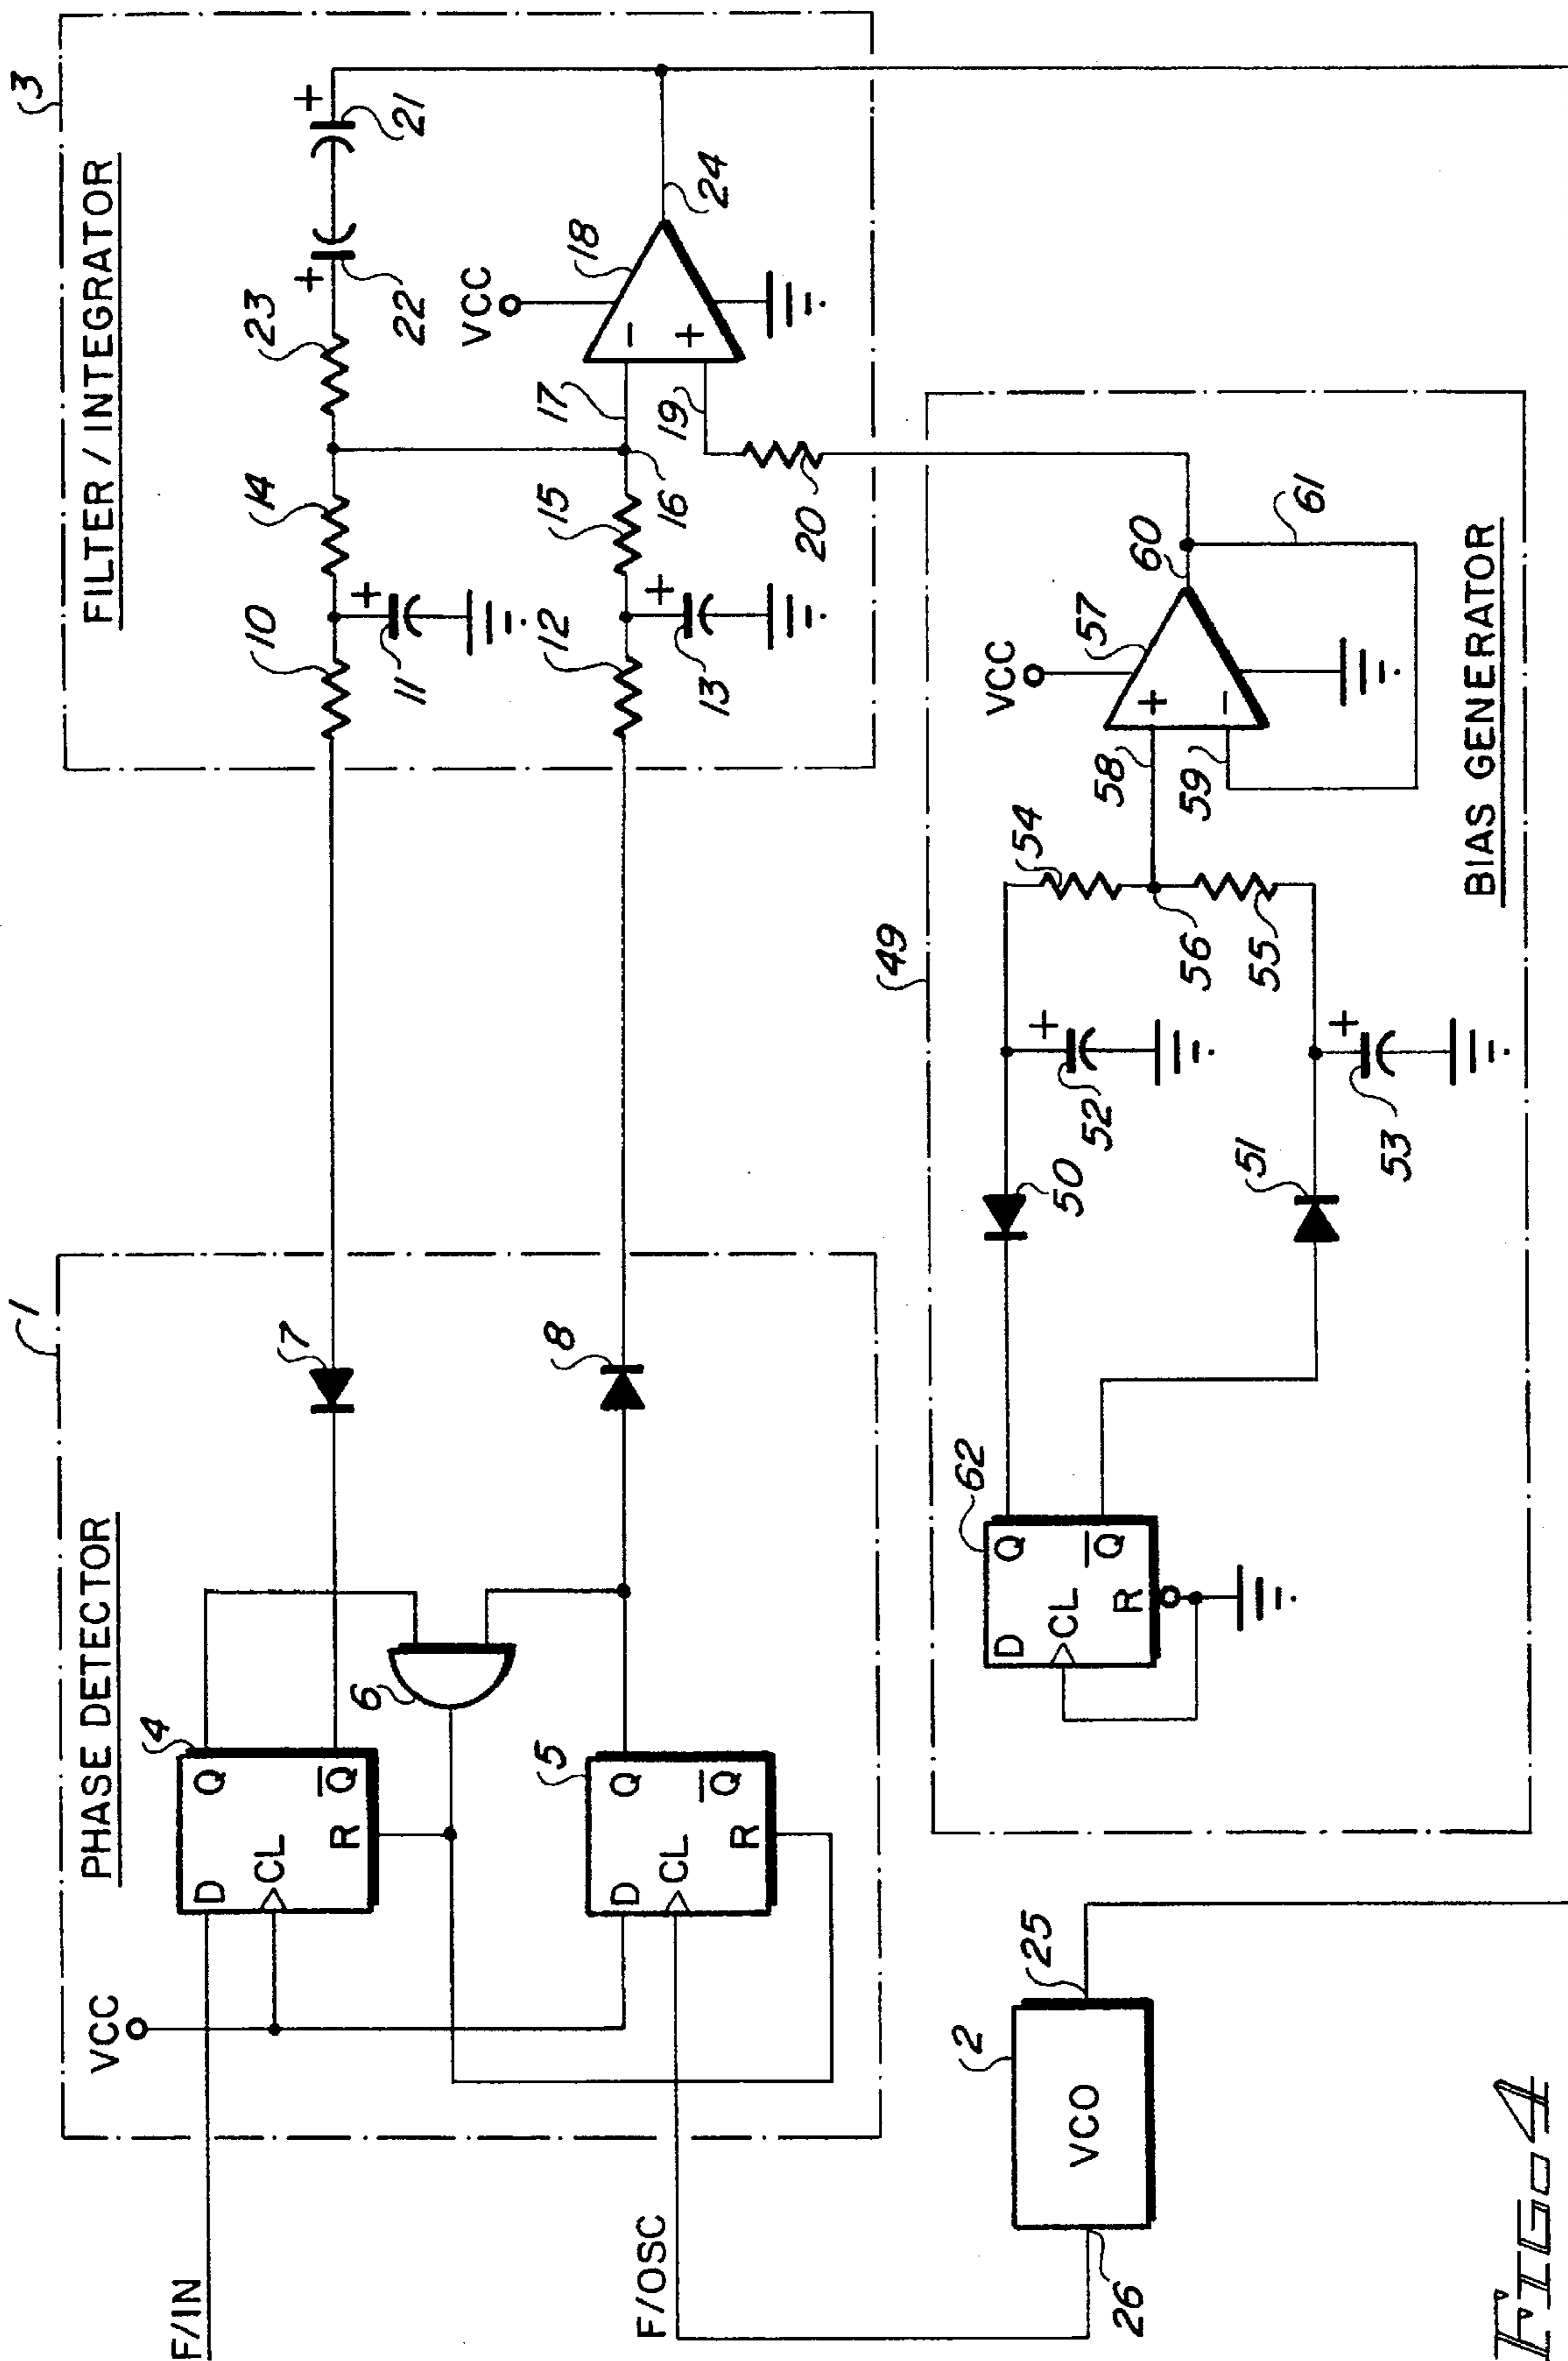 1
3
PHASE DETECTOR
FILTER / INTEGRATOR
VCC
F/IN
D
Q
4
CL
R
Q
7
6
D
Q
5
CL
R
Q
8
F/OSC
10
14
23
22
21
+
+
+
11
12
15
17
16
+
13
VCC
18
−
+
19
24
20
2
VCO
25
26
49
62
D
Q
CL
Q
R
50
+
52
54
51
+
53
56
55
58
59
VCC
57
+
−
60
61
BIAS GENERATOR
FIG. 4